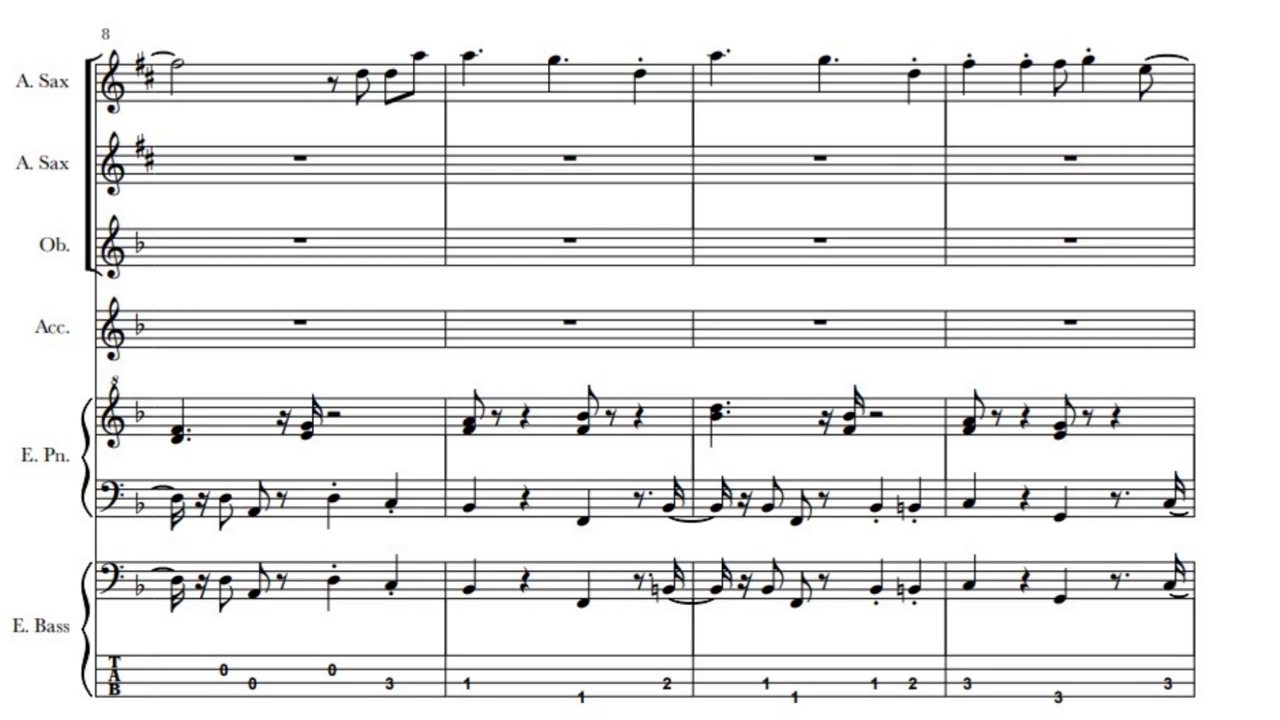 8
A. Sax
A. Sax
Ob.
Acc.
8
E. Pn.
E. Bass
T
A
B
0 0 0 3 1 1 2 1 1 1 2 3 3 3